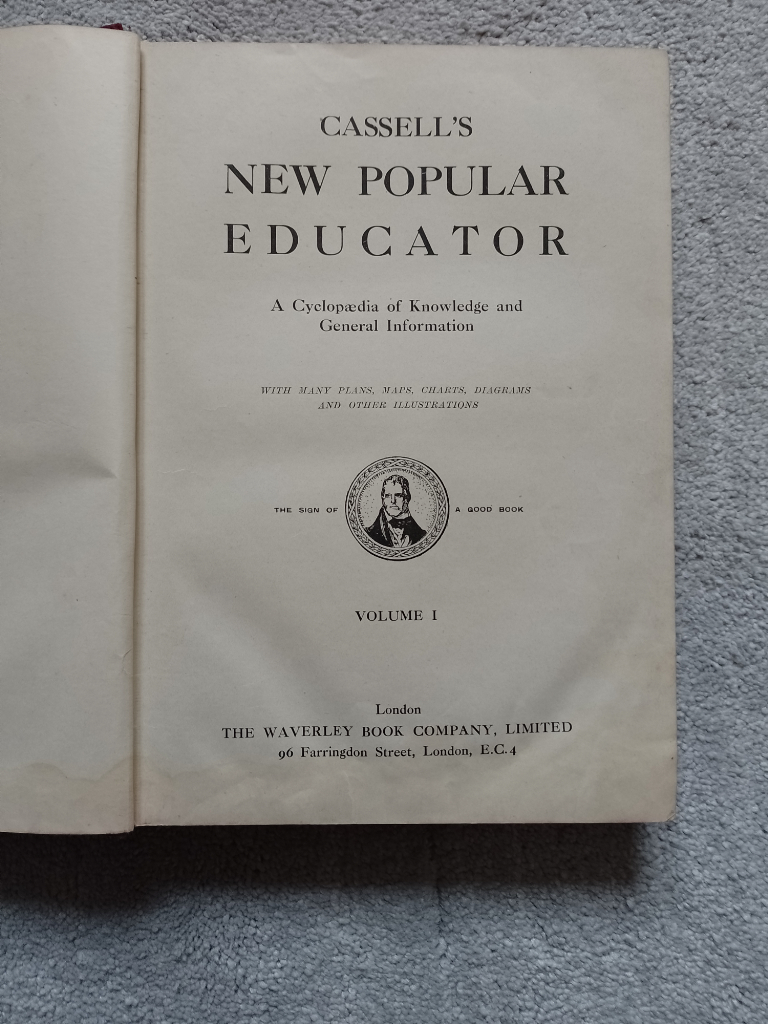 CASSELL'S
NEW POPULAR
EDUCATOR
A Cyclopædia of Knowledge and
General Information
WITH MANY PLANS, MAPS, CHARTS, DIAGRAMS
AND OTHER ILLUSTRATIONS
THE SIGN OF A GOOD BOOK
VOLUME I
London
THE WAVERLEY BOOK COMPANY, LIMITED
96 Farringdon Street, London, E.C.4